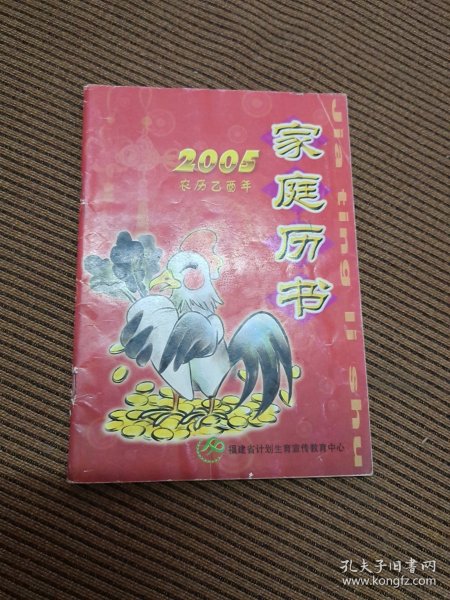 2005
农历乙酉年
家庭历书
Jia ting li shu
福建省计划生育宣传教育中心
孔夫子旧书网
www.kongfz.com